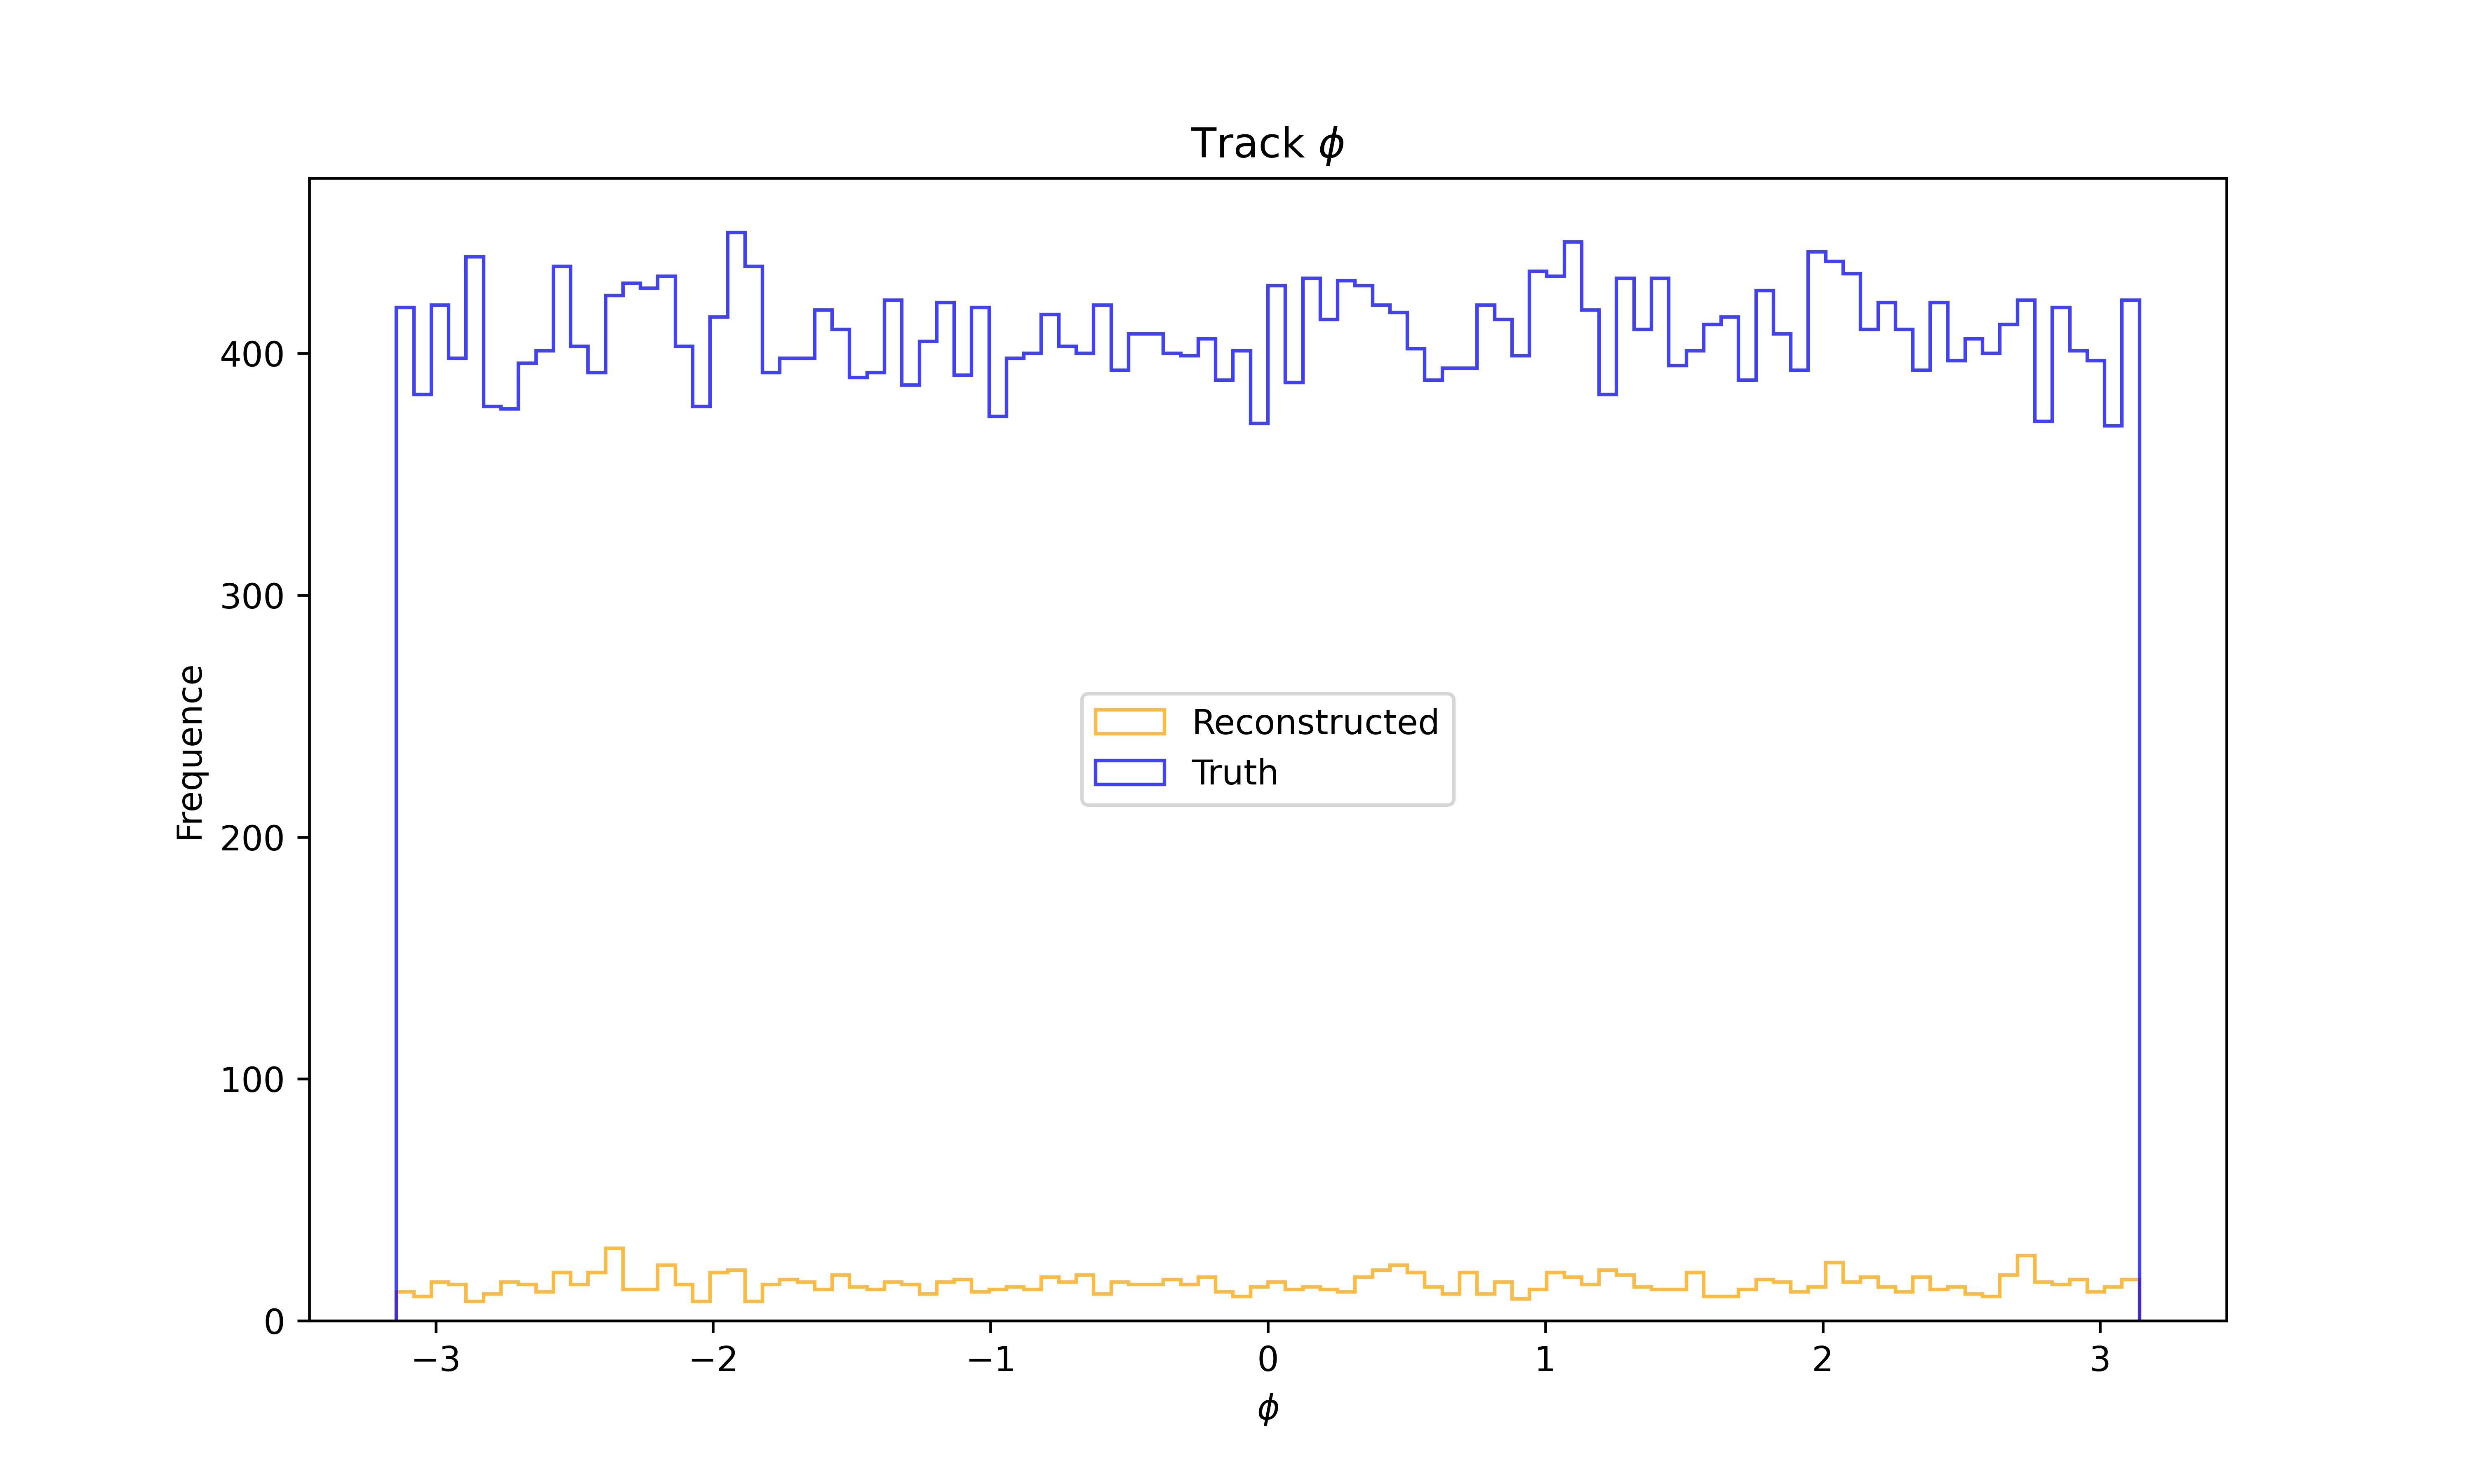 Track ϕ
Frequence
400
300
200
100
0
−3 −2 −1 0 1 2 3
ϕ
Reconstructed
Truth